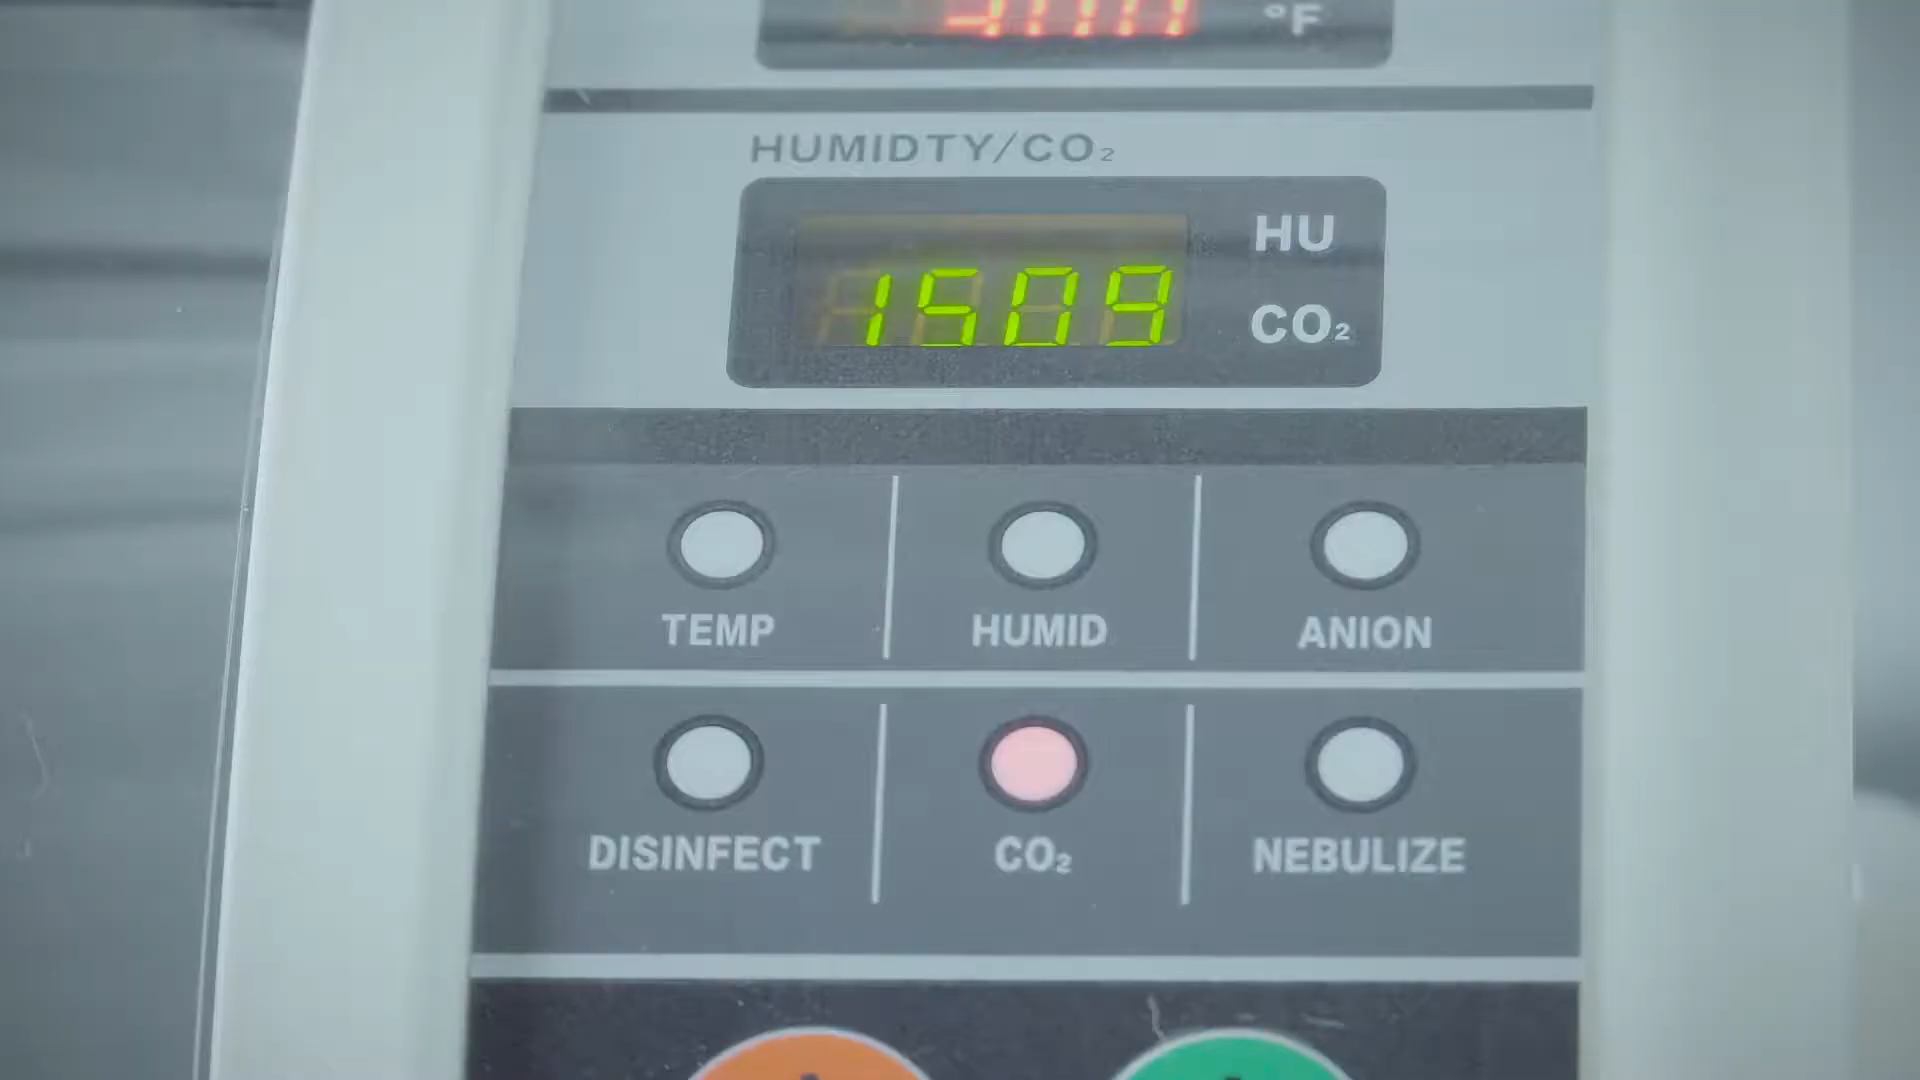 °F
HUMIDTY/CO₂
1509
HU
CO₂
TEMP HUMID ANION
DISINFECT CO₂ NEBULIZE